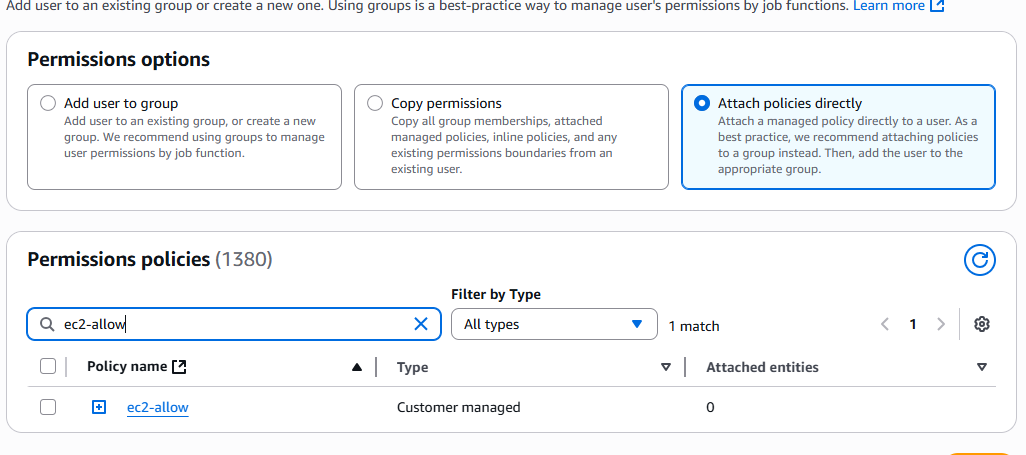 Add user to an existing group or create a new one. Using groups is a best-practice way to manage user's permissions by job functions. Learn more
Permissions options
Add user to group
Add user to an existing group, or create a new
group. We recommend using groups to manage
user permissions by job function.
Copy permissions
Copy all group memberships, attached
managed policies, inline policies, and any
existing permissions boundaries from an
existing user.
Attach policies directly
Attach a managed policy directly to a user. As a
best practice, we recommend attaching policies
to a group instead. Then, add the user to the
appropriate group.
Permissions policies (1380)
Filter by Type
ec2-allow
All types
1 match
1
Policy name
Type
Attached entities
ec2-allow
Customer managed
0